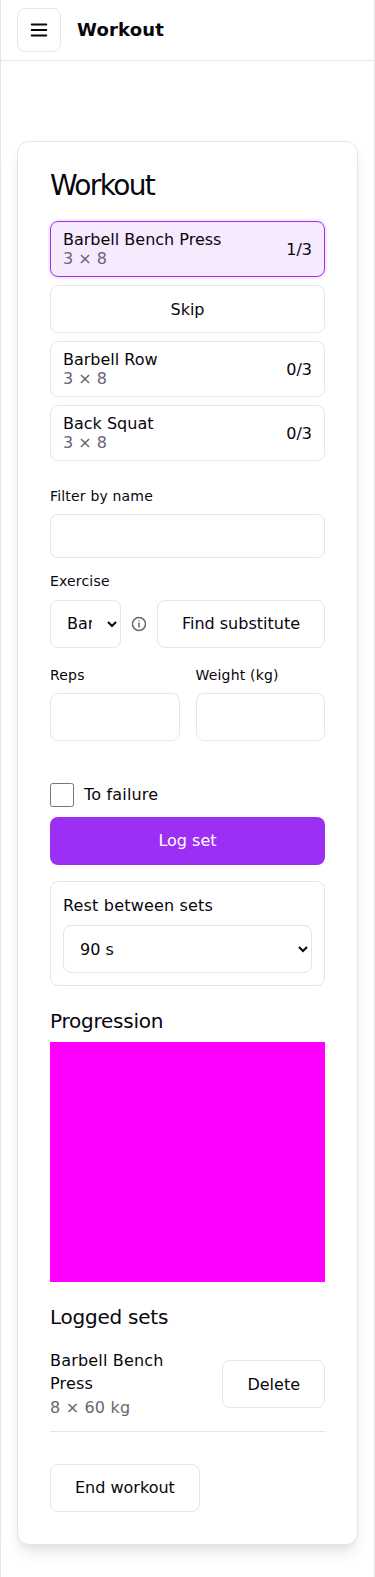 Workout
Workout
Barbell Bench Press
3 × 8
1/3
Skip
Barbell Row
3 × 8
0/3
Back Squat
3 × 8
0/3
Filter by name
Exercise
Bar
Find substitute
Reps
Weight (kg)
To failure
Log set
Rest between sets
90 s
Progression
Logged sets
Barbell Bench
Press
8 × 60 kg
Delete
End workout